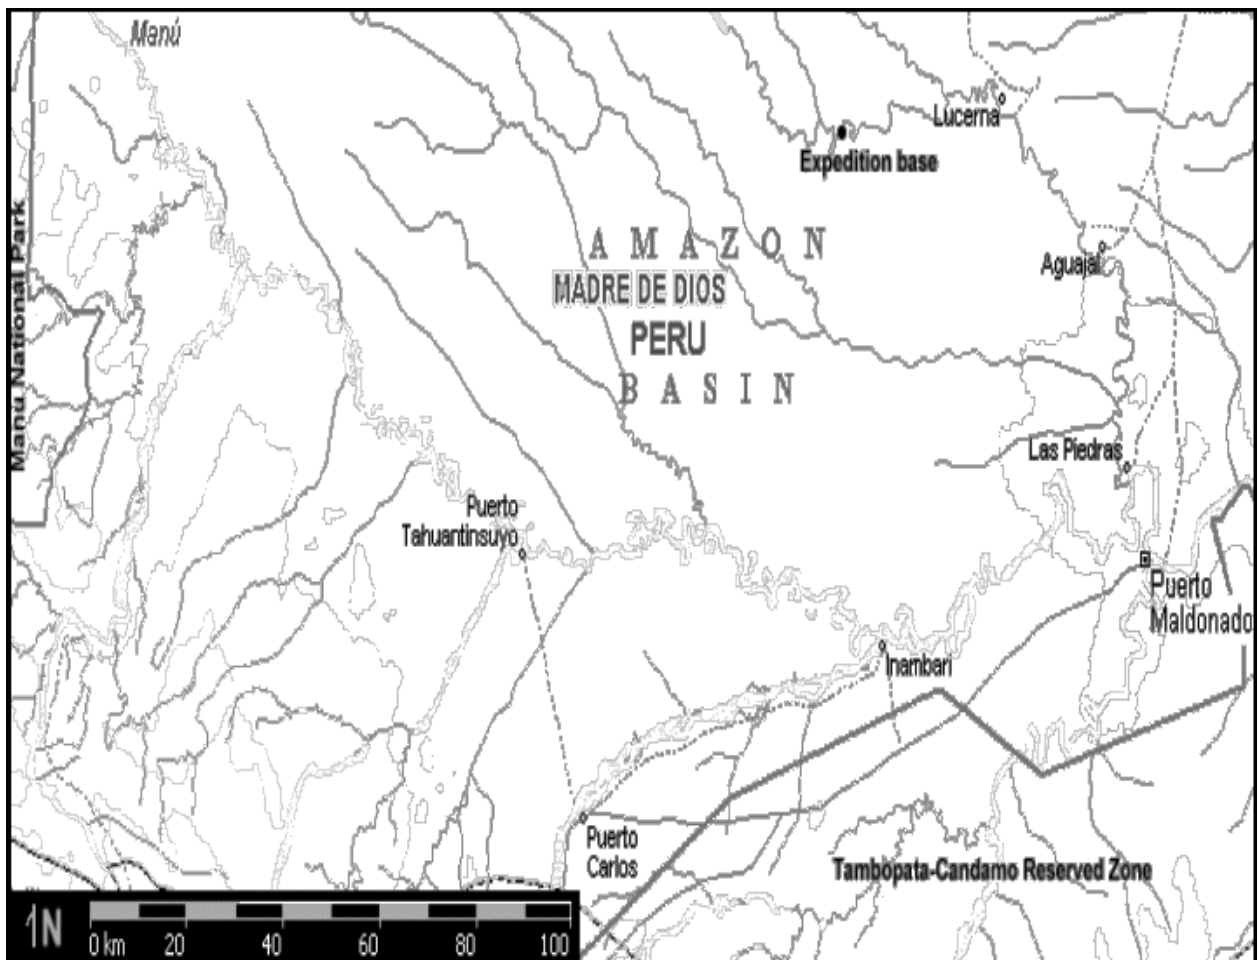 Manú
Lucerna
Expedition base
Manu National Park
A M A Z O N
Aguajal
MADRE DE DIOS
PERU
B A S I N
Las Piedras
Puerto
Tahuantinsuyo
Puerto
Maldonado
Inambari
Puerto
Carlos
Tambopata-Candamo Reserved Zone
N
0 km 20 40 60 80 100